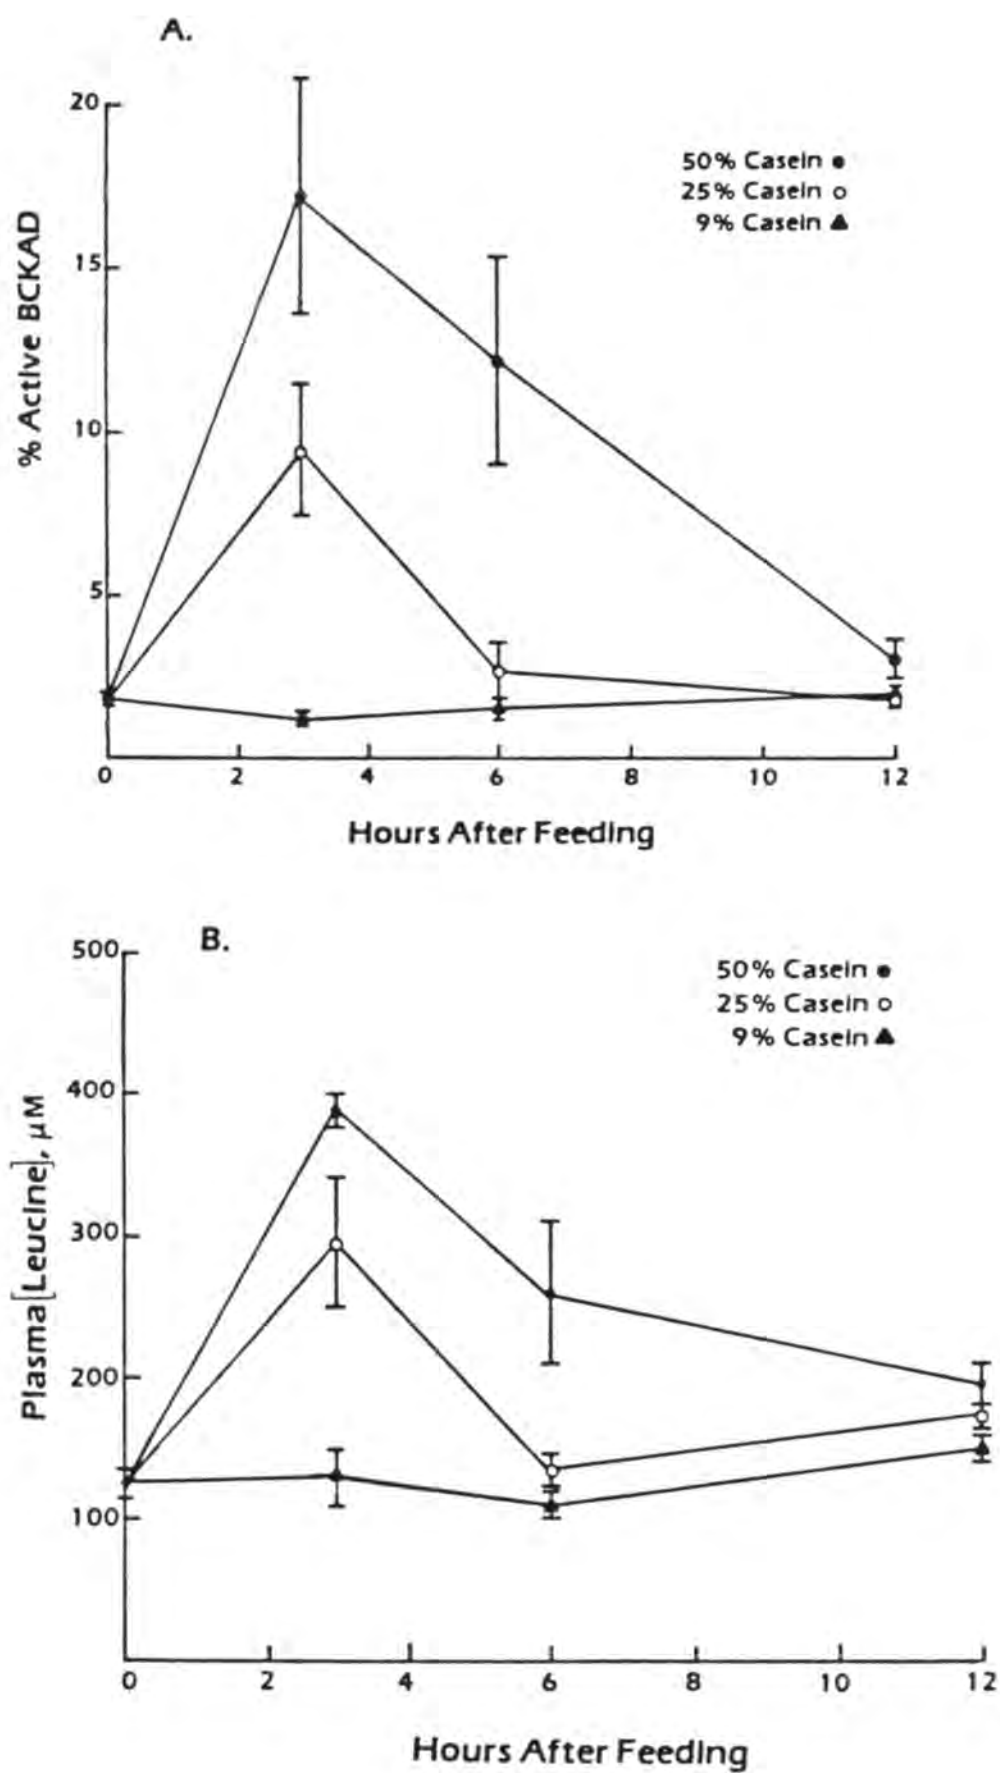 A.
% Active BCKAD
20
15
10
5
50% Casein ●
25% Casein ○
9% Casein ▲
0 2 4 6 8 10 12
Hours After Feeding
B.
Plasma [Leucine], μM
500
400
300
200
100
50% Casein ●
25% Casein ○
9% Casein ▲
0 2 4 6 8 10 12
Hours After Feeding